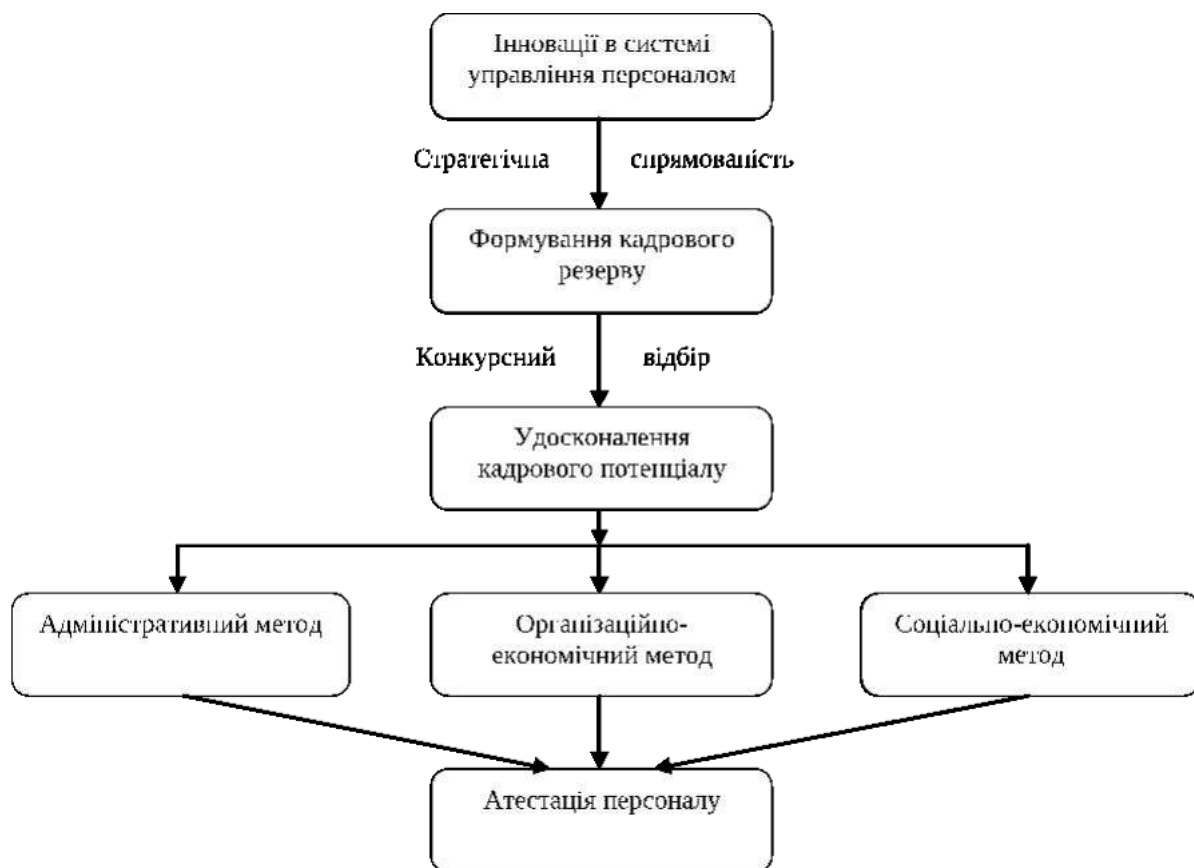 Інновації в системі
управління персоналом
Стратегічна спрямованість
Формування кадрового
резерву
Конкурсний відбір
Удосконалення
кадрового потенціалу
Адміністративний метод
Організаційно-
економічний метод
Соціально-економічний
метод
Атестація персоналу